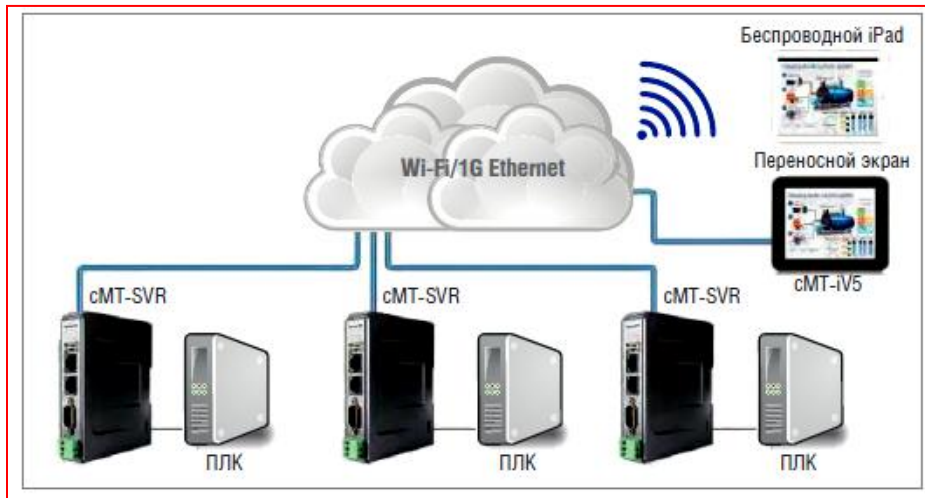 Беспроводной iPad
Wi-Fi/1G Ethernet
Переносной экран
cMT-iV5
cMT-SVR
cMT-SVR
cMT-SVR
ПЛК
ПЛК
ПЛК